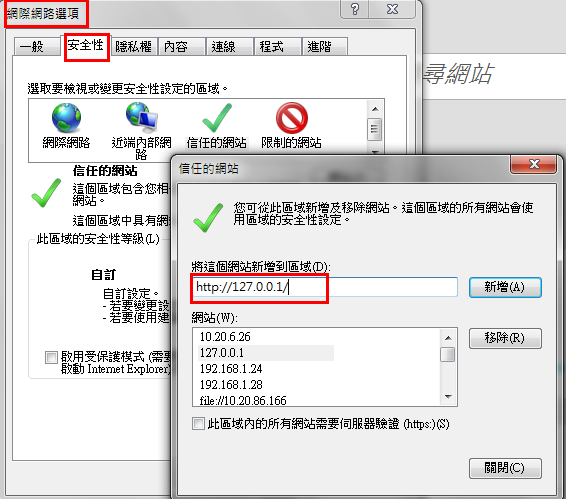 網際網路選項
一般
安全性
隱私權
內容
連線
程式
進階
尋網站
選取要檢視或變更安全性設定的區域。
網際網路
近端內部網
路
信任的網站
限制的網站
信任的網站
這個區域包含您相
網站。
這個區域中具有網
此區域的安全性等級(L)
自訂
自訂設定。
- 若要變更設
- 若要使用建
啟用受保護模式 (需要
啟動 Internet Explorer)
信任的網站
您可從此區域新增及移除網站。這個區域的所有網站會使
用區域的安全性設定。
將這個網站新增到區域(D):
http://127.0.0.1/
新增(A)
網站(W):
10.20.6.26
127.0.0.1
192.168.1.24
192.168.1.28
file://10.20.86.166
移除(R)
此區域內的所有網站需要伺服器驗證 (https:)(S)
關閉(C)